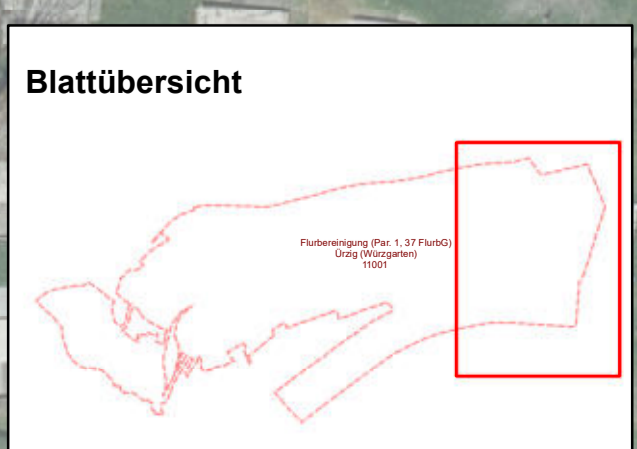 Blattübersicht
Flurbereinigung (Par. 1, 37 FlurbG)
Ürzig (Würzgarten)
11001